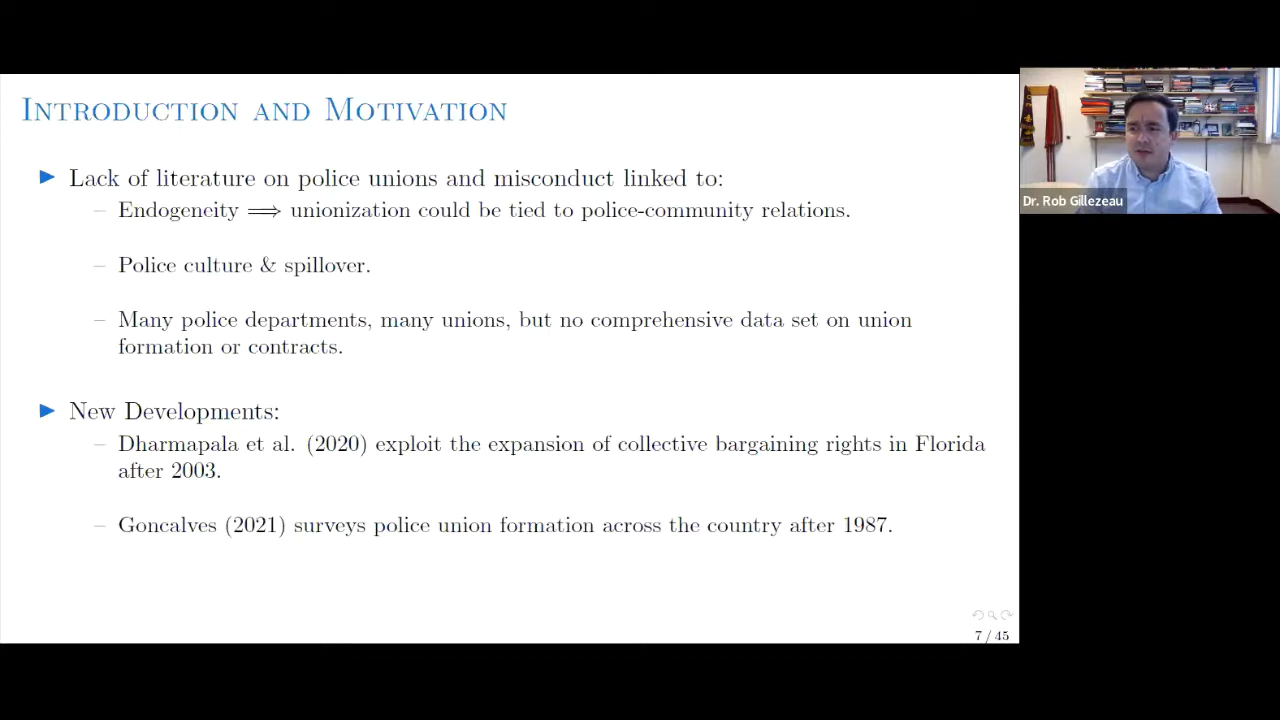 INTRODUCTION AND MOTIVATION
Lack of literature on police unions and misconduct linked to:
– Endogeneity ⟹ unionization could be tied to police-community relations.
– Police culture & spillover.
– Many police departments, many unions, but no comprehensive data set on union
formation or contracts.
New Developments:
– Dharmapala et al. (2020) exploit the expansion of collective bargaining rights in Florida
after 2003.
– Goncalves (2021) surveys police union formation across the country after 1987.
7 / 45
Dr. Rob Gillezeau